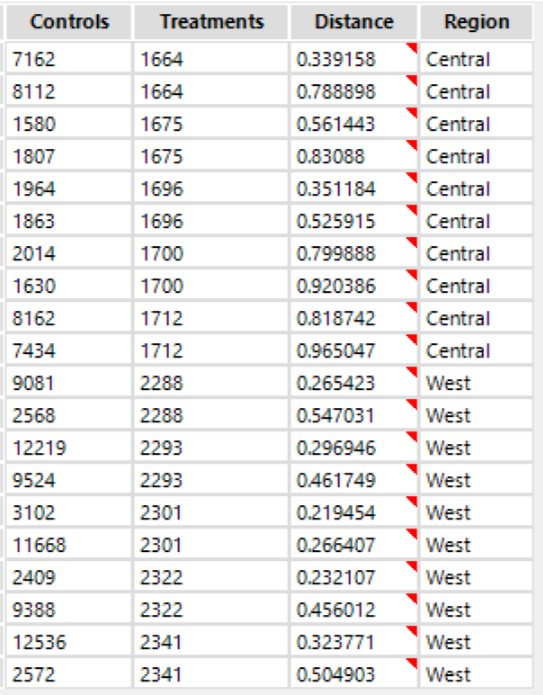 Controls Treatments Distance Region
7162 1664 0.339158 Central
8112 1664 0.788898 Central
1580 1675 0.561443 Central
1807 1675 0.83088 Central
1964 1696 0.351184 Central
1863 1696 0.525915 Central
2014 1700 0.799888 Central
1630 1700 0.920386 Central
8162 1712 0.818742 Central
7434 1712 0.965047 Central
9081 2288 0.265423 West
2568 2288 0.547031 West
12219 2293 0.296946 West
9524 2293 0.461749 West
3102 2301 0.219454 West
11668 2301 0.266407 West
2409 2322 0.232107 West
9388 2322 0.456012 West
12536 2341 0.323771 West
2572 2341 0.504903 West